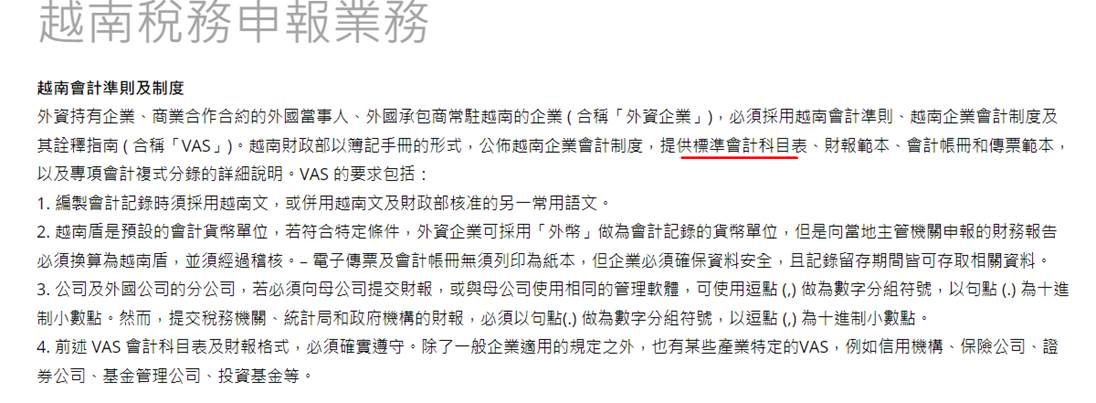 越南稅務申報業務
越南會計準則及制度
外資持有企業、商業合作合約的外國當事人、外國承包商常駐越南的企業 ( 合稱「外資企業」)，必須採用越南會計準則、越南企業會計制度及
其詮釋指南 ( 合稱「VAS」)。越南財政部以簿記手冊的形式，公佈越南企業會計制度，提供標準會計科目表、財報範本、會計帳冊和傳票範本，
以及專項會計複式分錄的詳細說明。VAS 的要求包括：
1. 編製會計記錄時須採用越南文，或併用越南文及財政部核准的另一常用語文。
2. 越南盾是預設的會計貨幣單位，若符合特定條件，外資企業可採用「外幣」做為會計記錄的貨幣單位，但是向當地主管機關申報的財務報告
必須換算為越南盾，並須經過稽核。– 電子傳票及會計帳冊無須列印為紙本，但企業必須確保資料安全，且記錄留存期間皆可存取相關資料。
3. 公司及外國公司的分公司，若必須向母公司提交財報，或與母公司使用相同的管理軟體，可使用逗點 (,) 做為數字分組符號，以句點 (.) 為十進
制小數點。然而，提交稅務機關、統計局和政府機構的財報，必須以句點(.) 做為數字分組符號，以逗點 (,) 為十進制小數點。
4. 前述 VAS 會計科目表及財報格式，必須確實遵守。除了一般企業適用的規定之外，也有某些產業特定的VAS，例如信用機構、保險公司、證
券公司、基金管理公司、投資基金等。